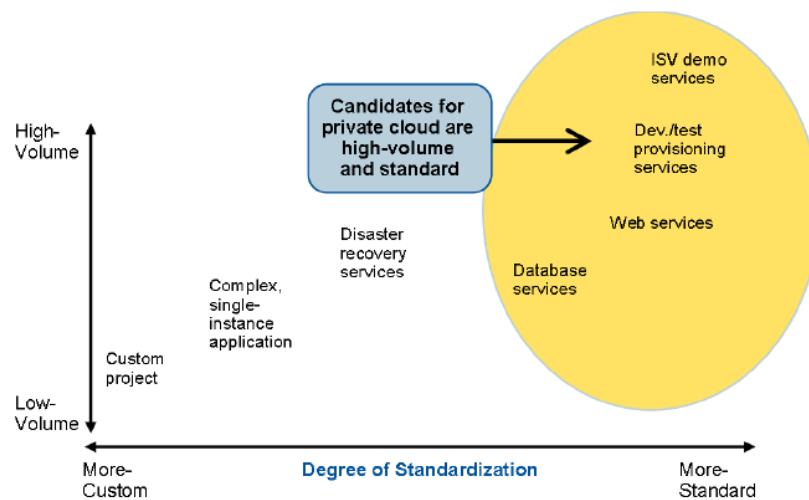 ISV demo
services
Candidates for
private cloud are
high-volume
and standard
High-
Volume
Dev./test
provisioning
services
Web services
Disaster
recovery
services
Database
services
Complex,
single-
instance
application
Custom
project
Low-
Volume
More-
Custom
Degree of Standardization
More-
Standard